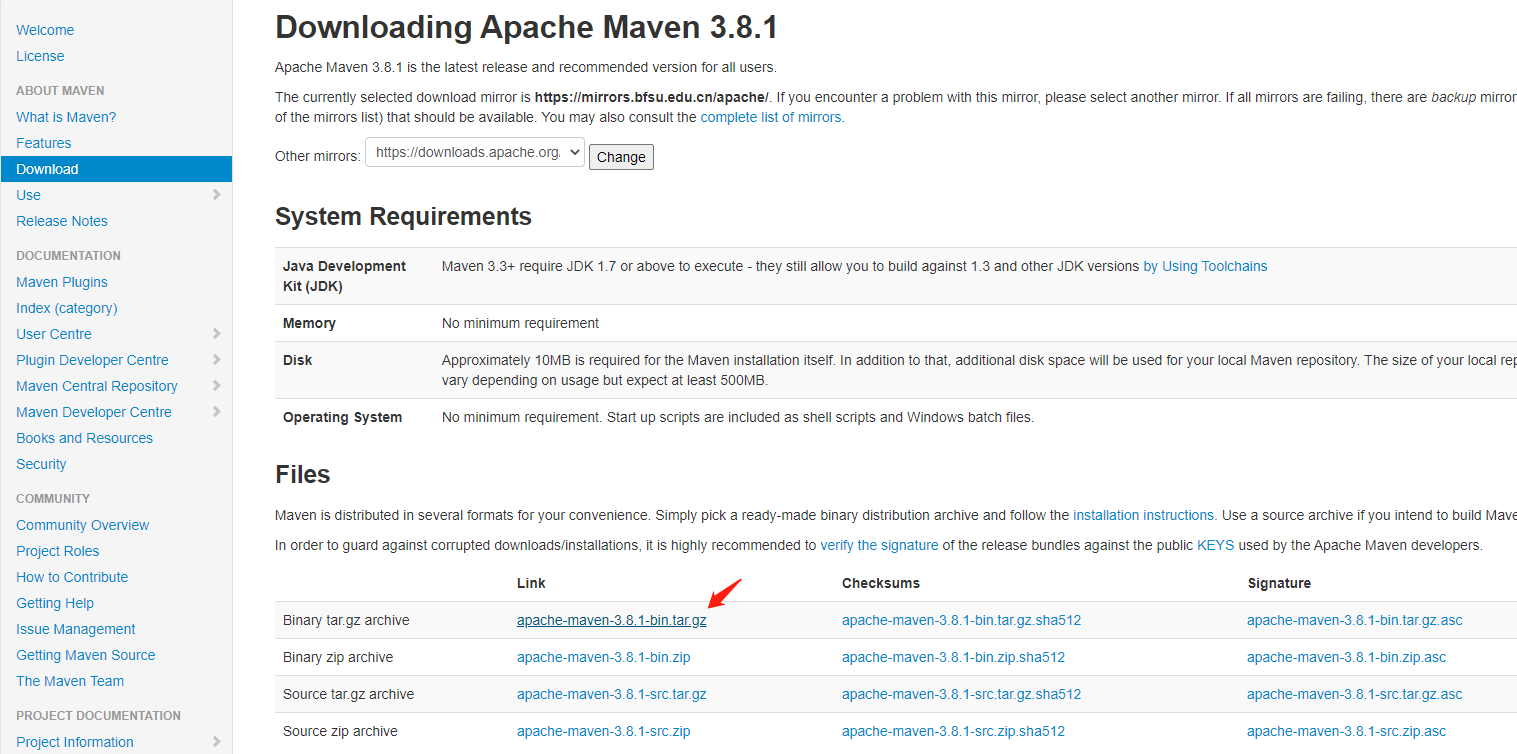 Welcome
License
ABOUT MAVEN
What is Maven?
Features
Download
Use
Release Notes
DOCUMENTATION
Maven Plugins
Index (category)
User Centre
Plugin Developer Centre
Maven Central Repository
Maven Developer Centre
Books and Resources
Security
COMMUNITY
Community Overview
Project Roles
How to Contribute
Getting Help
Issue Management
Getting Maven Source
The Maven Team
PROJECT DOCUMENTATION
Project Information
Downloading Apache Maven 3.8.1
Apache Maven 3.8.1 is the latest release and recommended version for all users.
The currently selected download mirror is https://mirrors.bfsu.edu.cn/apache/. If you encounter a problem with this mirror, please select another mirror. If all mirrors are failing, there are backup mirror
of the mirrors list) that should be available. You may also consult the complete list of mirrors.
Other mirrors: https://downloads.apache.org Change
System Requirements
Java Development Maven 3.3+ require JDK 1.7 or above to execute - they still allow you to build against 1.3 and other JDK versions by Using Toolchains
Kit (JDK)
Memory No minimum requirement
Disk Approximately 10MB is required for the Maven installation itself. In addition to that, additional disk space will be used for your local Maven repository. The size of your local rep
vary depending on usage but expect at least 500MB.
Operating System No minimum requirement. Start up scripts are included as shell scripts and Windows batch files.
Files
Maven is distributed in several formats for your convenience. Simply pick a ready-made binary distribution archive and follow the installation instructions. Use a source archive if you intend to build Mave
In order to guard against corrupted downloads/installations, it is highly recommended to verify the signature of the release bundles against the public KEYS used by the Apache Maven developers.
Link Checksums Signature
Binary tar.gz archive apache-maven-3.8.1-bin.tar.gz apache-maven-3.8.1-bin.tar.gz.sha512 apache-maven-3.8.1-bin.tar.gz.asc
Binary zip archive apache-maven-3.8.1-bin.zip apache-maven-3.8.1-bin.zip.sha512 apache-maven-3.8.1-bin.zip.asc
Source tar.gz archive apache-maven-3.8.1-src.tar.gz apache-maven-3.8.1-src.tar.gz.sha512 apache-maven-3.8.1-src.tar.gz.asc
Source zip archive apache-maven-3.8.1-src.zip apache-maven-3.8.1-src.zip.sha512 apache-maven-3.8.1-src.zip.asc